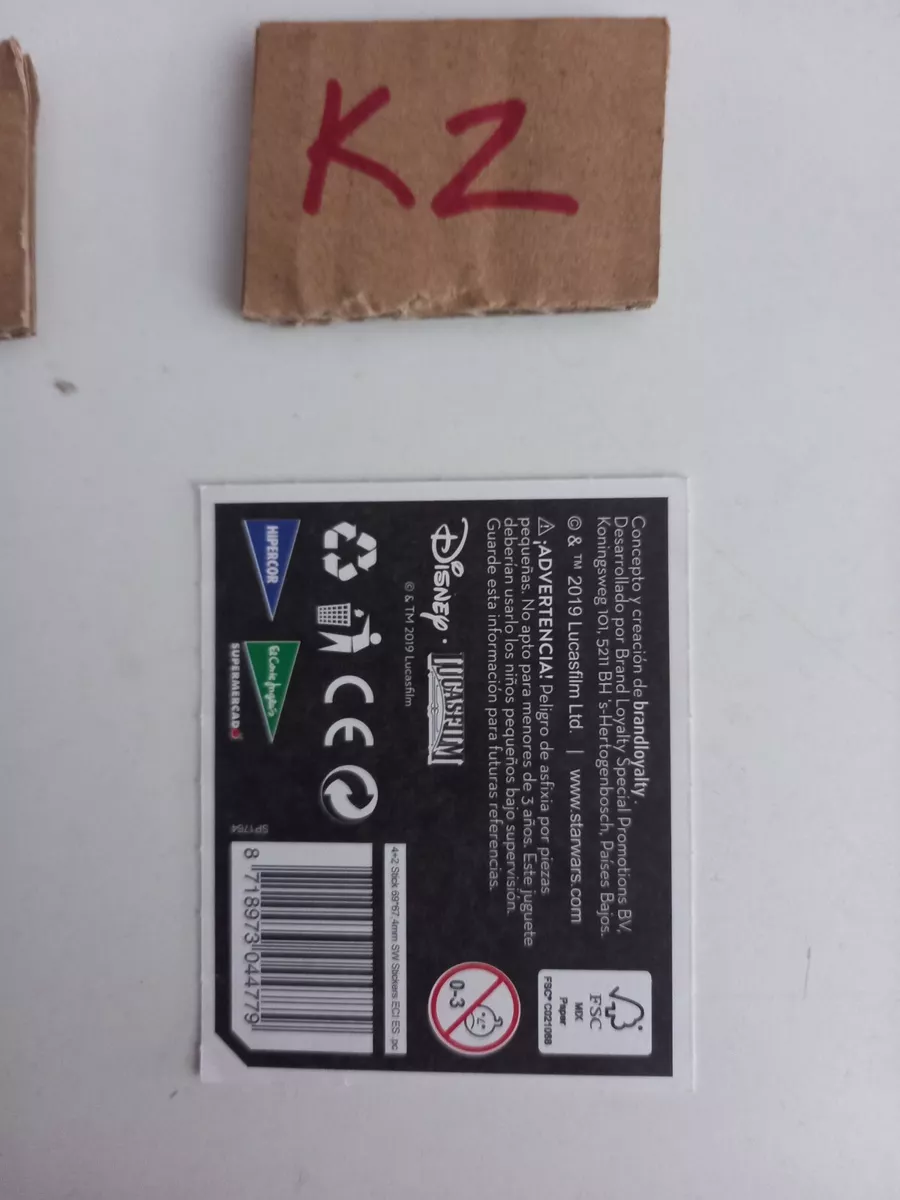 KZ
Concepto y creación de brandloyalty.
Desarrollado por Brand Loyalty Special Promotions BV,
Koningsweg 101, 5211 BH 's-Hertogenbosch, Países Bajos.
© & ™ 2019 Lucasfilm Ltd. | www.starwars.com
⚠ ¡ADVERTENCIA! Peligro de asfixia por piezas
pequeñas. No apto para menores de 3 años. Este juguete
deberían usarlo los niños pequeños bajo supervisión.
Guarde esta información para futuras referencias.
FSC
MIX
Paper
FSC® C021068
Disney · LUCASFILM
© & TM 2019 Lucasfilm
0-3
CE
4+2 Stick 69*67,4mm SW Stickers ECI ES .pc
8 718973 044779
HIPERCOR
El Corte Inglés
SUPERMERCADO
SP1764